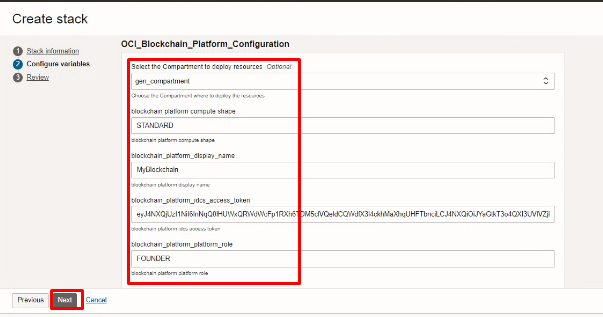 Create stack
1 Stack information
2 Configure variables
3 Review
OCI_Blockchain_Platform_Configuration
Select the Compartment to deploy resources Optional
gen_compartment
Choose the Compartment where to deploy the resources
blockchain platform compute shape
STANDARD
blockchain platform compute shape
blockchain_platform_display_name
MyBlockchain
blockchain platform display name
blockchain_platform_idcs_access_token
blockchain platform idcs access token
blockchain_platform_platform_role
FOUNDER
blockchain platform platform role
Previous Next Cancel